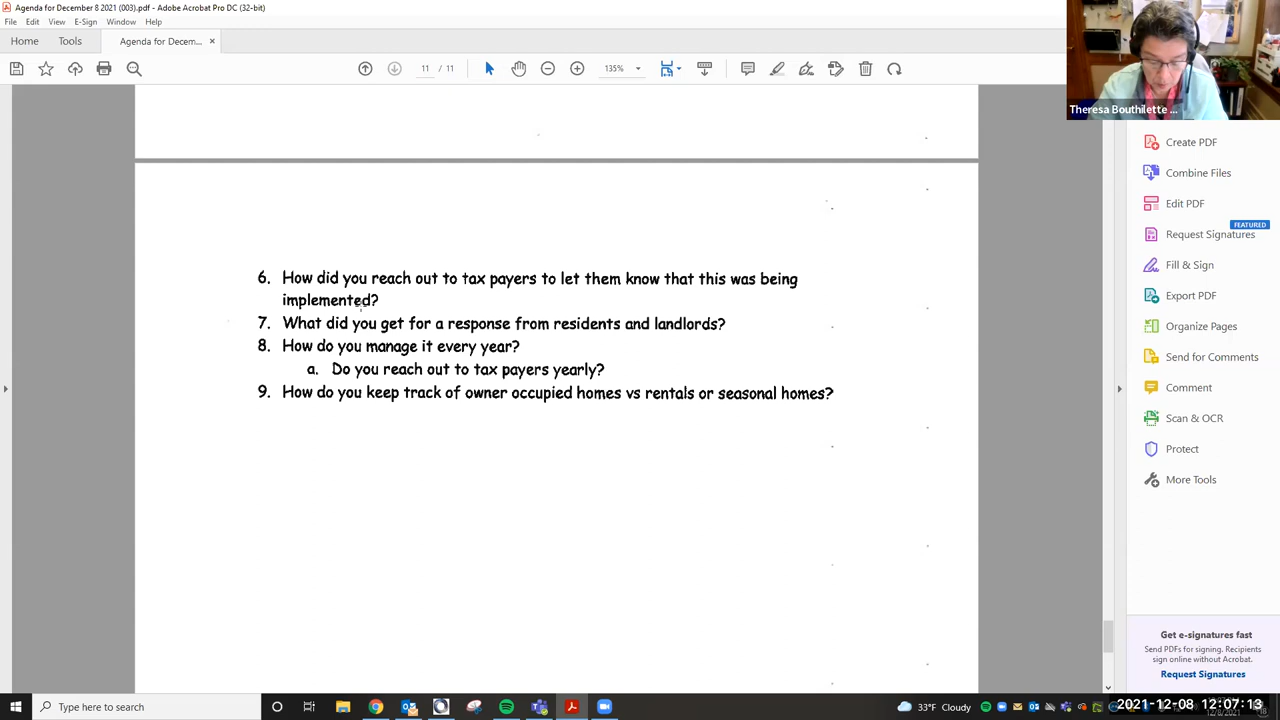 Agenda for December 8 2021 (003).pdf - Adobe Acrobat Pro DC (32-bit)
File Edit View E-Sign Window Help
Home Tools Agenda for Decem... ×
11 / 11 135%
Theresa Bouthilette ...
6. How did you reach out to tax payers to let them know that this was being
implemented?
7. What did you get for a response from residents and landlords?
8. How do you manage it every year?
a. Do you reach out to tax payers yearly?
9. How do you keep track of owner occupied homes vs rentals or seasonal homes?
Create PDF
Combine Files
Edit PDF
FEATURED
Request Signatures
Fill & Sign
Export PDF
Organize Pages
Send for Comments
Comment
Scan & OCR
Protect
More Tools
Get e-signatures fast
Send PDFs for signing. Recipients
sign online without Acrobat.
Request Signatures
Type here to search
33°F Cloudy
2021-12-08 12:07:13